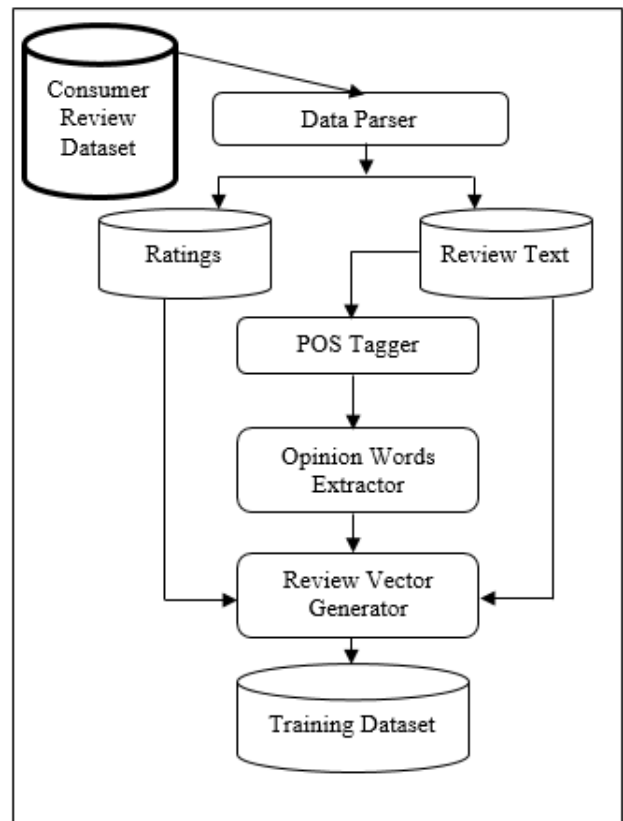 Consumer
Review
Dataset
Data Parser
Ratings
Review Text
POS Tagger
Opinion Words
Extractor
Review Vector
Generator
Training Dataset